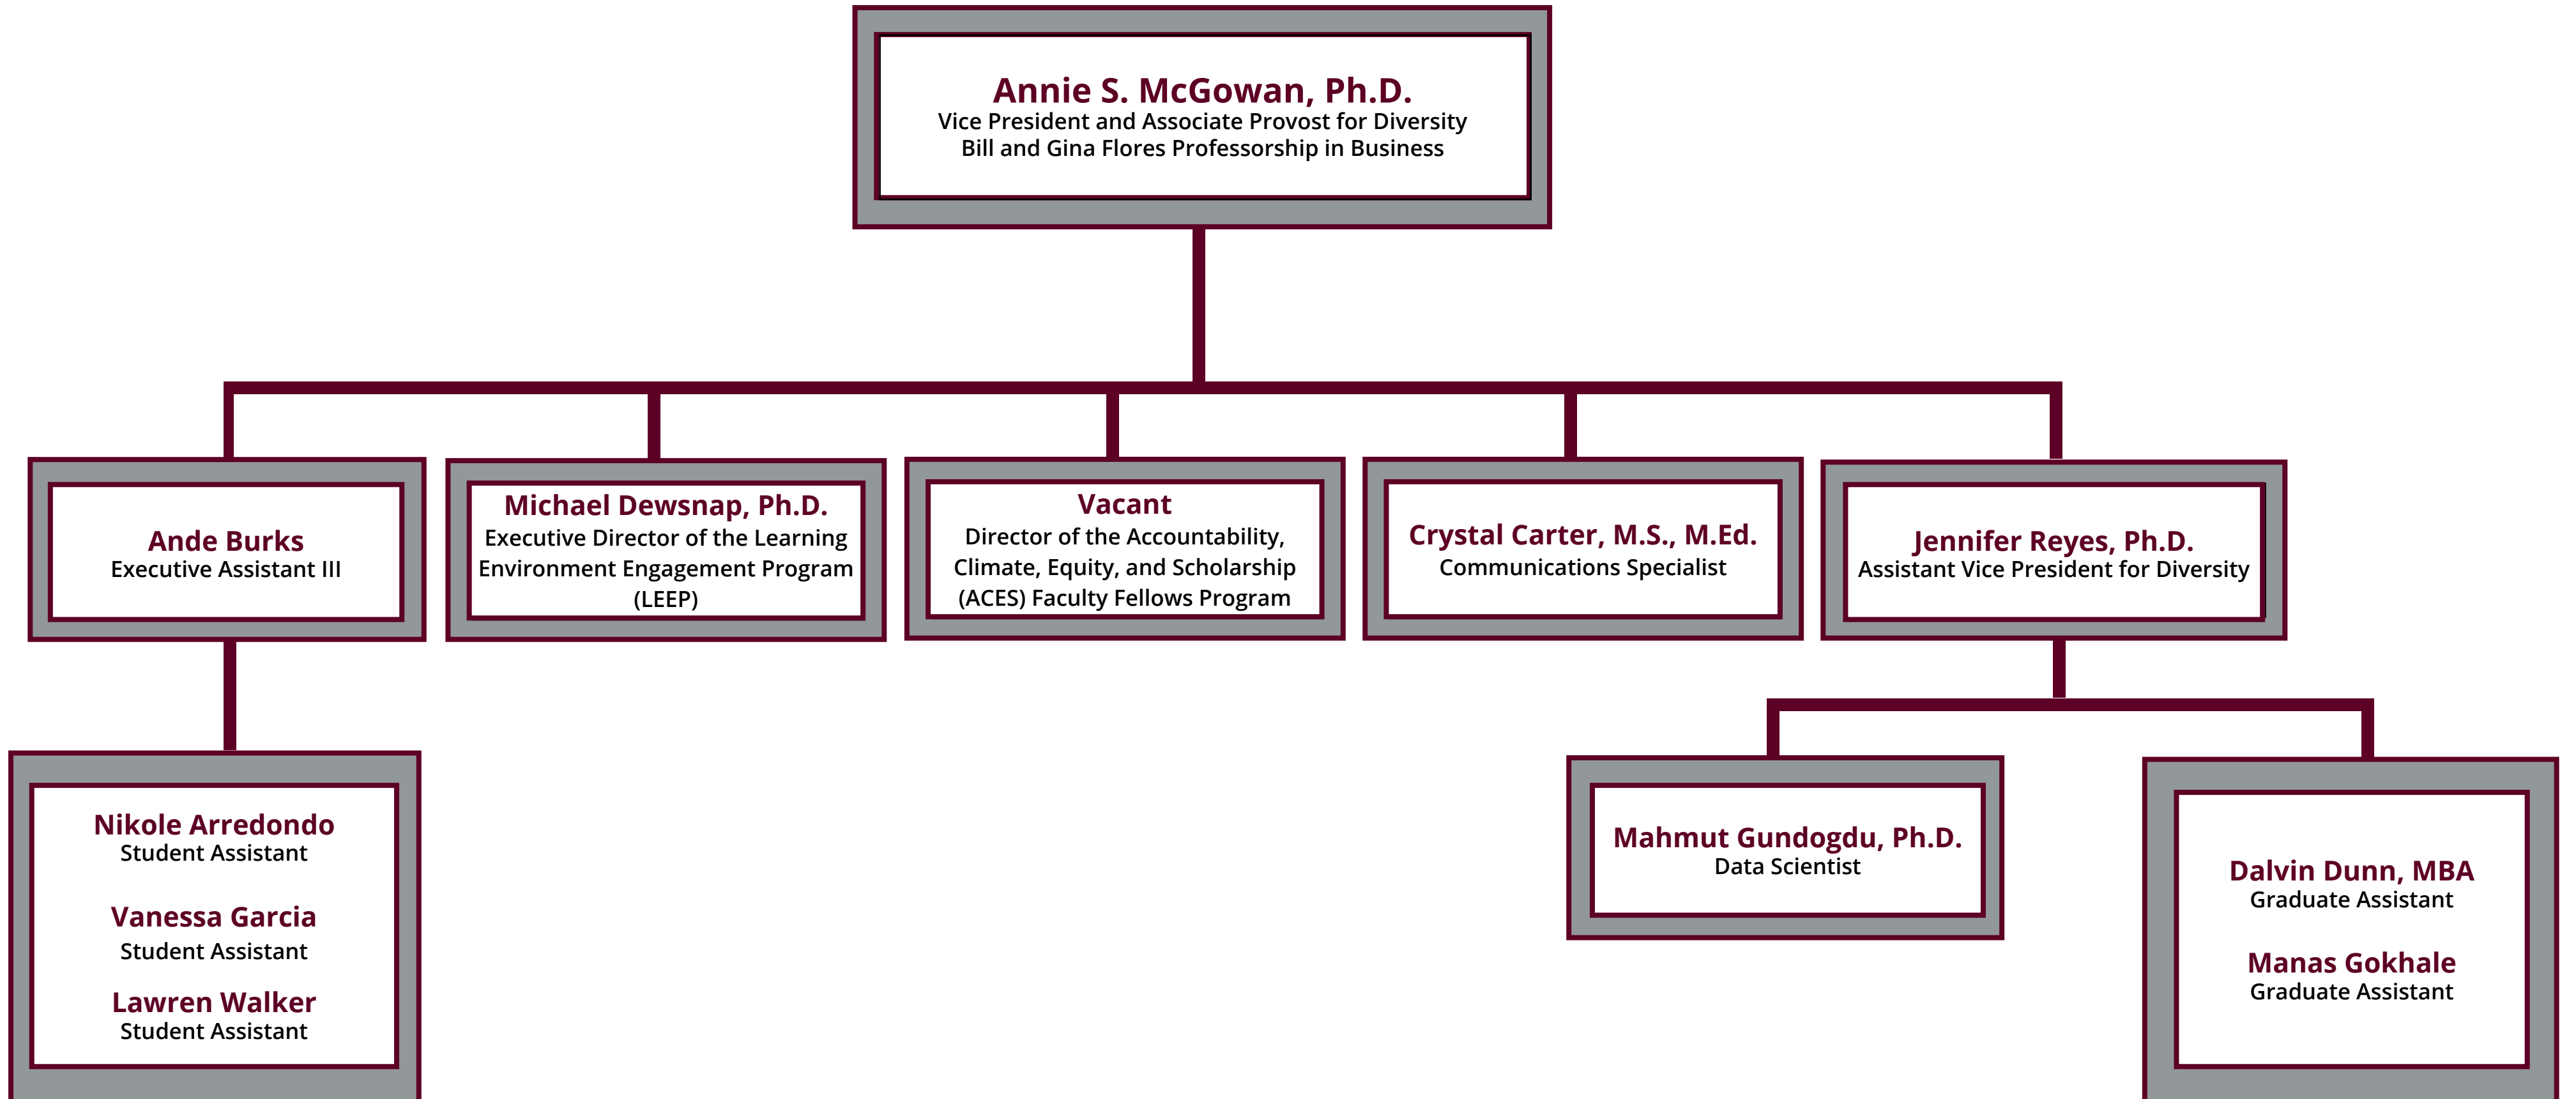 Annie S. McGowan, Ph.D.
Vice President and Associate Provost for Diversity
Bill and Gina Flores Professorship in Business
Ande Burks
Executive Assistant III
Michael Dewsnap, Ph.D.
Executive Director of the Learning
Environment Engagement Program
(LEEP)
Vacant
Director of the Accountability,
Climate, Equity, and Scholarship
(ACES) Faculty Fellows Program
Crystal Carter, M.S., M.Ed.
Communications Specialist
Jennifer Reyes, Ph.D.
Assistant Vice President for Diversity
Nikole Arredondo
Student Assistant
Vanessa Garcia
Student Assistant
Lawren Walker
Student Assistant
Mahmut Gundogdu, Ph.D.
Data Scientist
Dalvin Dunn, MBA
Graduate Assistant
Manas Gokhale
Graduate Assistant